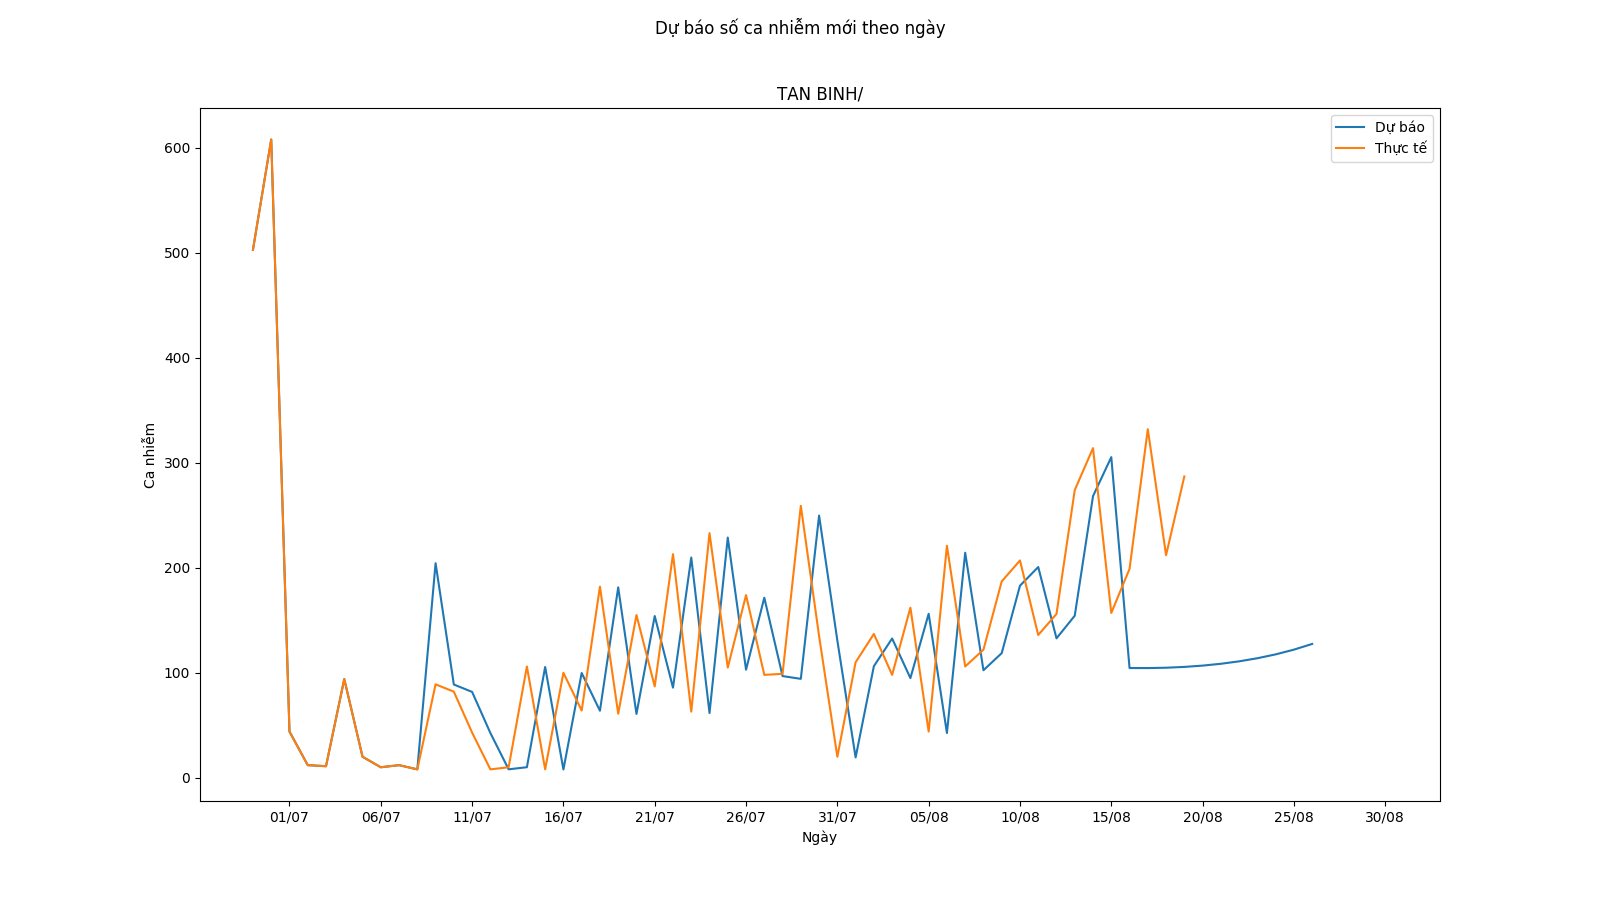 Dự báo số ca nhiễm mới theo ngày
TAN BINH/
Dự báo
Thực tế
600
500
400
300
200
100
0
Ca nhiễm
01/07 06/07 11/07 16/07 21/07 26/07 31/07 05/08 10/08 15/08 20/08 25/08 30/08
Ngày